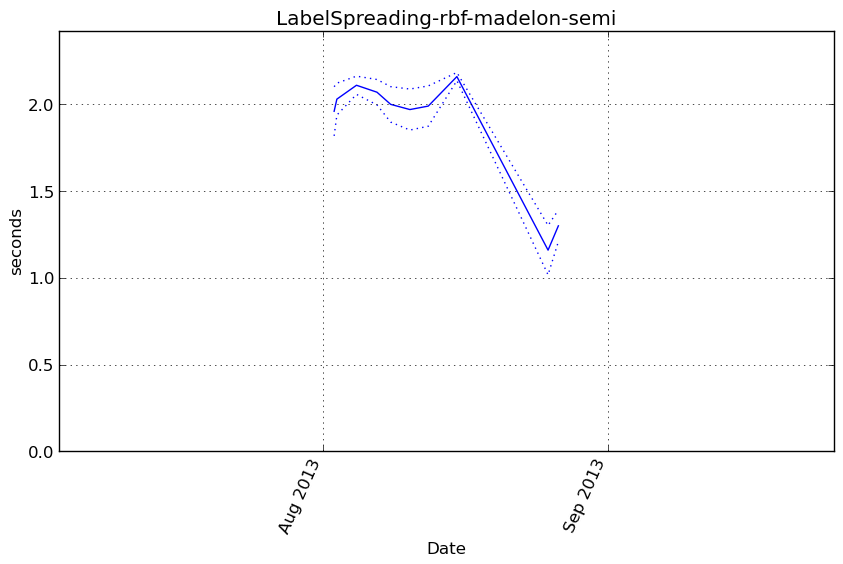 LabelSpreading-rbf-madelon-semi
2.0
1.5
1.0
0.5
0.0
seconds
Aug 2013
Sep 2013
Date